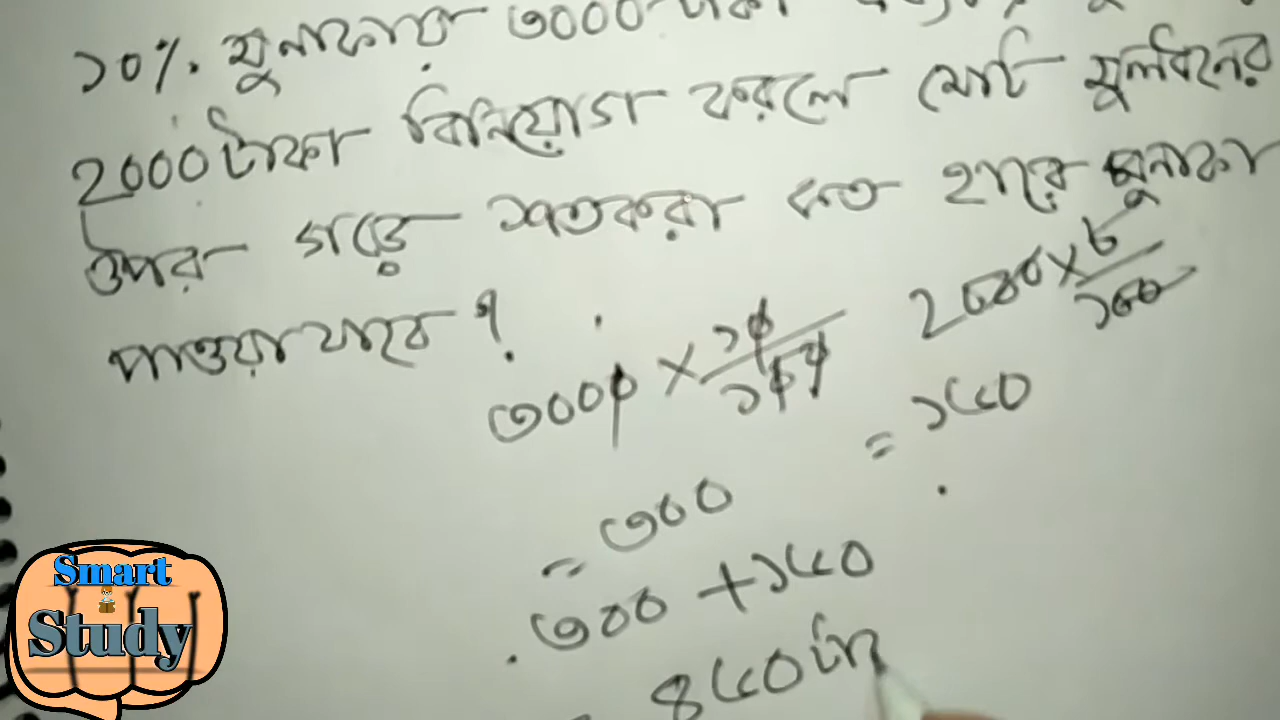 ১০% মুনাফায় ৩০০০ টাকা
2000 টাকা বিনিয়োগ করলে মোট মূলধনের
উপর গড়ে শতকরা কত হারে মুনাফা
পাওয়া যাবে ?
৩০০০ × ১০/১০০
2000 × ৮/১০০
= ৩০০
= ১৬০
৩০০ + ১৬০
= ৪৬০ টা
Smart
Study